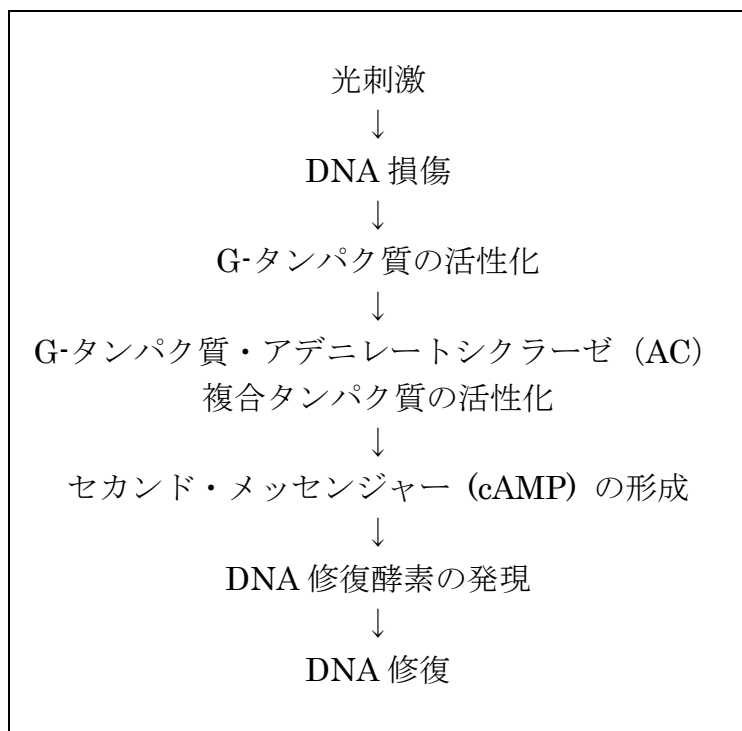 光刺激
↓
DNA 損傷
↓
G-タンパク質の活性化
↓
G-タンパク質・アデニレートシクラーゼ（AC）
複合タンパク質の活性化
↓
セカンド・メッセンジャー (cAMP) の形成
↓
DNA 修復酵素の発現
↓
DNA 修復